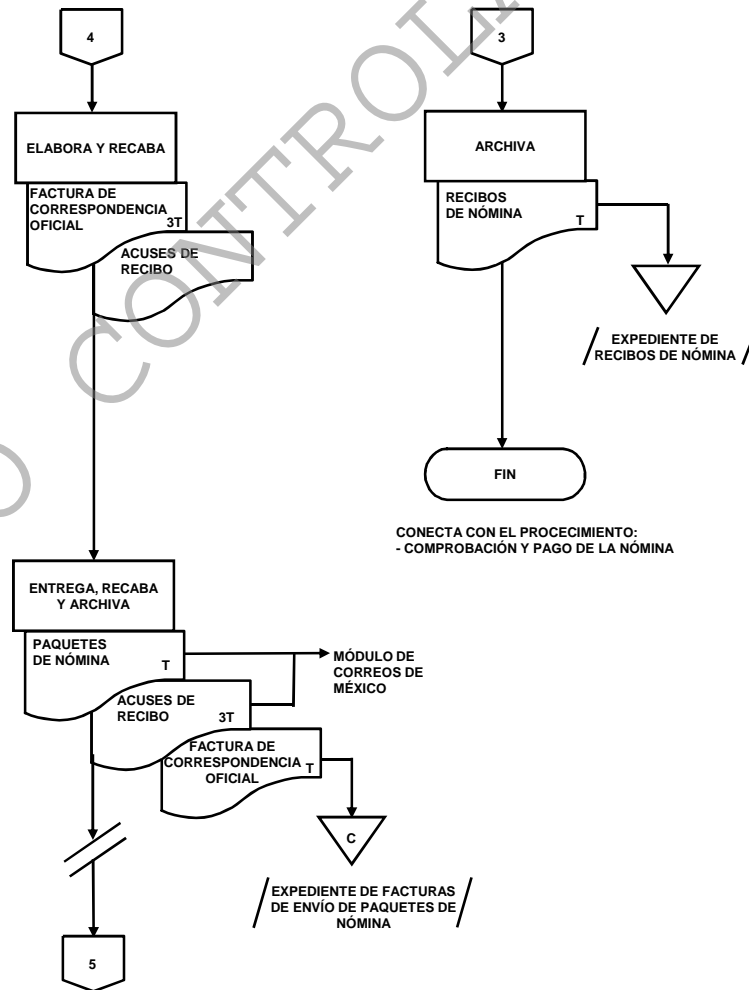 4
ELABORA Y RECABA
FACTURA DE
CORRESPONDENCIA
OFICIAL
3T
ACUSES DE
RECIBO
ENTREGA, RECABA
Y ARCHIVA
PAQUETES
DE NÓMINA
T
MÓDULO DE
CORREOS DE
MÉXICO
ACUSES DE
RECIBO
3T
FACTURA DE
CORRESPONDENCIA
OFICIAL
T
C
EXPEDIENTE DE FACTURAS
DE ENVÍO DE PAQUETES DE
NÓMINA
5
3
ARCHIVA
RECIBOS
DE NÓMINA
T
EXPEDIENTE DE
RECIBOS DE NÓMINA
FIN
CONECTA CON EL PROCECIMIENTO:
- COMPROBACIÓN Y PAGO DE LA NÓMINA
O CONTROLA